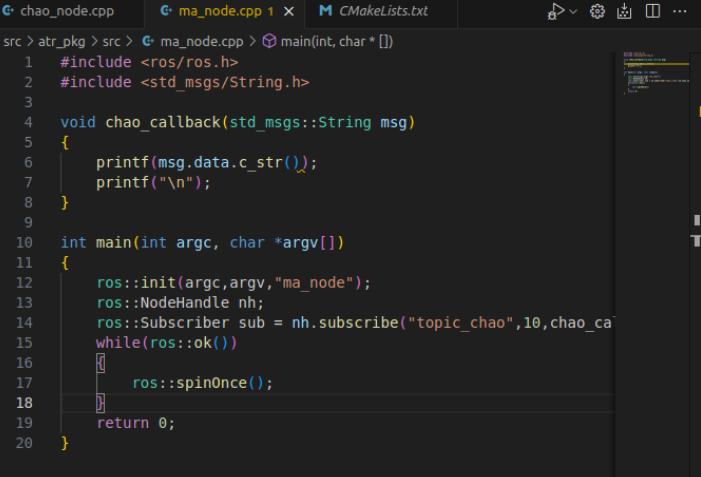 chao_node.cpp ma_node.cpp 1 CMakeLists.txt
src > atr_pkg > src > ma_node.cpp > main(int, char * [])
1 #include <ros/ros.h>
2 #include <std_msgs/String.h>
3
4 void chao_callback(std_msgs::String msg)
5 {
6 printf(msg.data.c_str());
7 printf("\n");
8 }
9
10 int main(int argc, char *argv[])
11 {
12 ros::init(argc,argv,"ma_node");
13 ros::NodeHandle nh;
14 ros::Subscriber sub = nh.subscribe("topic_chao",10,chao_cal
15 while(ros::ok())
16 {
17 ros::spinOnce();
18 }
19 return 0;
20 }